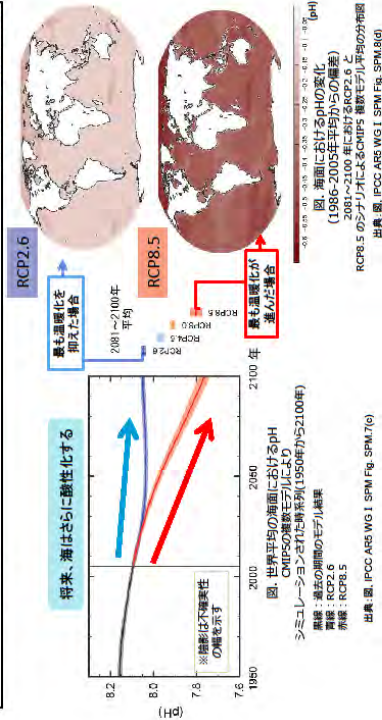 将来、海はさらに酸性化する
(pH)
8.2
8.0
7.8
7.6
1950
2000
2050
2100 年
※陰影は不確実性
の幅を示す
最も温暖化を
抑えた場合
2081~2100年
平均
RCP2.6
RCP4.5
RCP6.0
RCP8.5
最も温暖化が
進んだ場合
図. 世界平均の海面におけるpH
CMIP5の複数モデルにより
シミュレーションされた時系列(1950年から2100年)
黒線:過去の期間のモデル結果
青線:RCP2.6
赤線:RCP8.5
出典:図, IPCC AR5 WG I SPM Fig. SPM.7(c)
RCP2.6
RCP8.5
(pH)
図. 海面におけるpHの変化
(1986-2005年平均からの偏差)
2081~2100 年におけるRCP2.6 と
RCP8.5 のシナリオによるCMIP5 複数モデル平均の分布図
出典:図, IPCC AR5 WG I SPM Fig. SPM.8(d)